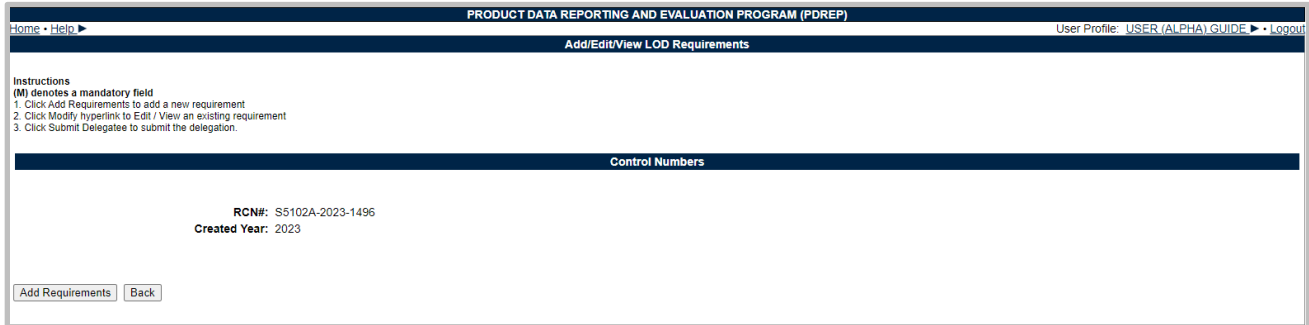 PRODUCT DATA REPORTING AND EVALUATION PROGRAM (PDREP)
Home • Help ► User Profile: USER (ALPHA) GUIDE ► • Logout
Add/Edit/View LOD Requirements
Instructions
(M) denotes a mandatory field
1. Click Add Requirements to add a new requirement
2. Click Modify hyperlink to Edit / View an existing requirement
3. Click Submit Delegatee to submit the delegation.
Control Numbers
RCN#: S5102A-2023-1496
Created Year: 2023
Add Requirements Back